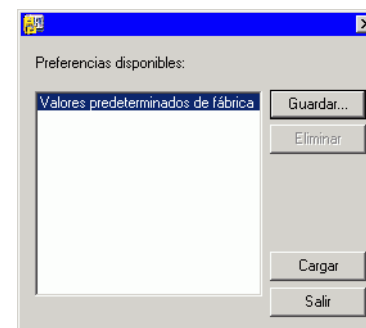 Preferencias disponibles:
Valores predeterminados de fábrica
Guardar...
Eliminar
Cargar
Salir